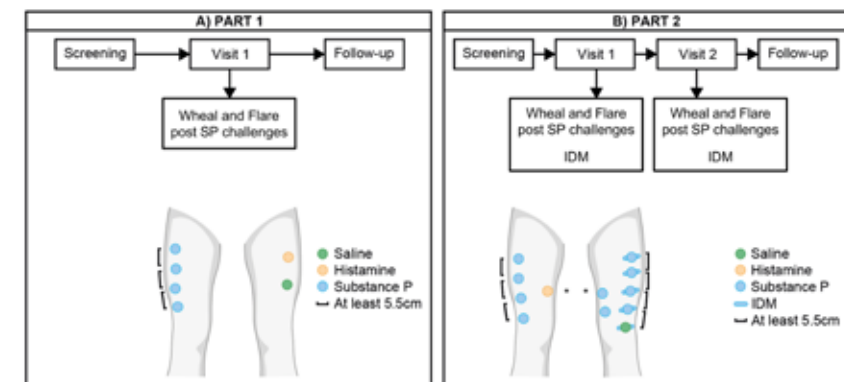 A) PART 1
Screening
Visit 1
Follow-up
Wheal and Flare
post SP challenges
Saline
Histamine
Substance P
At least 5.5cm
B) PART 2
Screening
Visit 1
Visit 2
Follow-up
Wheal and Flare
post SP challenges
IDM
Wheal and Flare
post SP challenges
IDM
Saline
Histamine
Substance P
IDM
At least 5.5cm